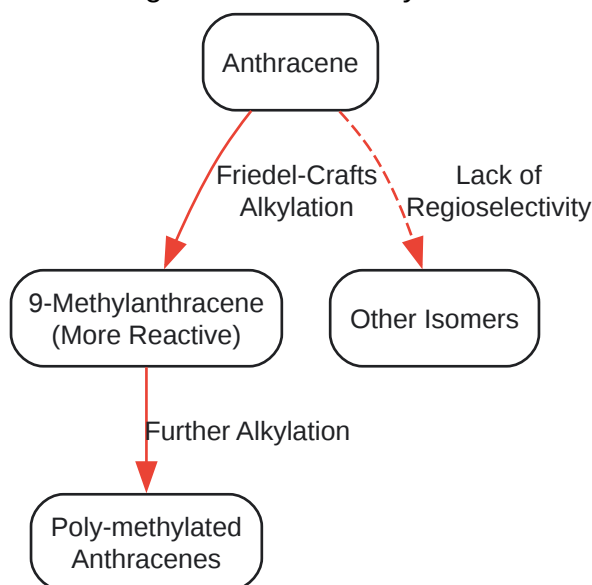 Anthracene
Friedel-Crafts
Alkylation
Lack of
Regioselectivity
9-Methylanthracene
(More Reactive)
Other Isomers
Further Alkylation
Poly-methylated
Anthracenes